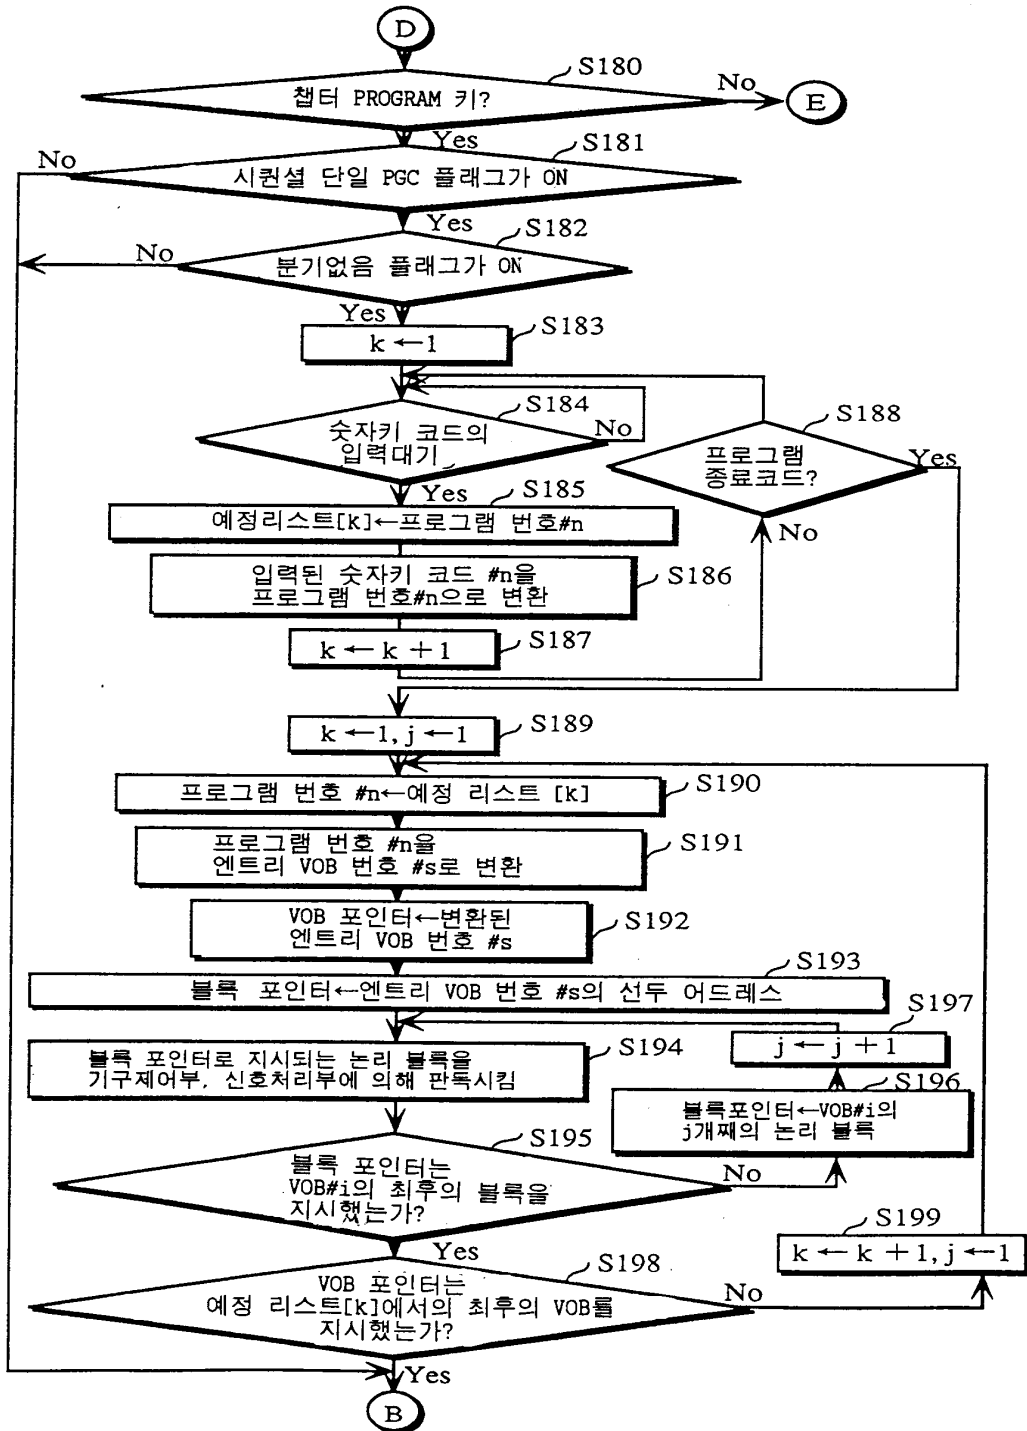 D
S180
챕터 PROGRAM 키?
No
E
Yes
S181
No
시퀀셜 단일 PGC 플래그가 ON
Yes
S182
No
분기없음 플래그가 ON
Yes
S183
k←1
S184
숫자키 코드의
입력대기
No
S188
프로그램
종료코드?
Yes
No
Yes
S185
예정리스트[k]←프로그램 번호#n
S186
입력된 숫자키 코드 #n을
프로그램 번호#n으로 변환
S187
k←k+1
S189
k←1, j←1
S190
프로그램 번호 #n←예정 리스트 [k]
S191
프로그램 번호 #n을
엔트리 VOB 번호 #s로 변환
S192
VOB 포인터←변환된
엔트리 VOB 번호 #s
S193
블록 포인터←엔트리 VOB 번호 #s의 선두 어드레스
S197
j←j+1
S194
블록 포인터로 지시되는 논리 블록을
기구제어부, 신호처리부에 의해 판독시킴
S196
블록포인터←VOB#i의
j개째의 논리 블록
S195
블록 포인터는
VOB#i의 최후의 블록을
지시했는가?
No
Yes
S199
k←k+1, j←1
S198
VOB 포인터는
예정 리스트[k]에서의 최후의 VOB를
지시했는가?
No
Yes
B